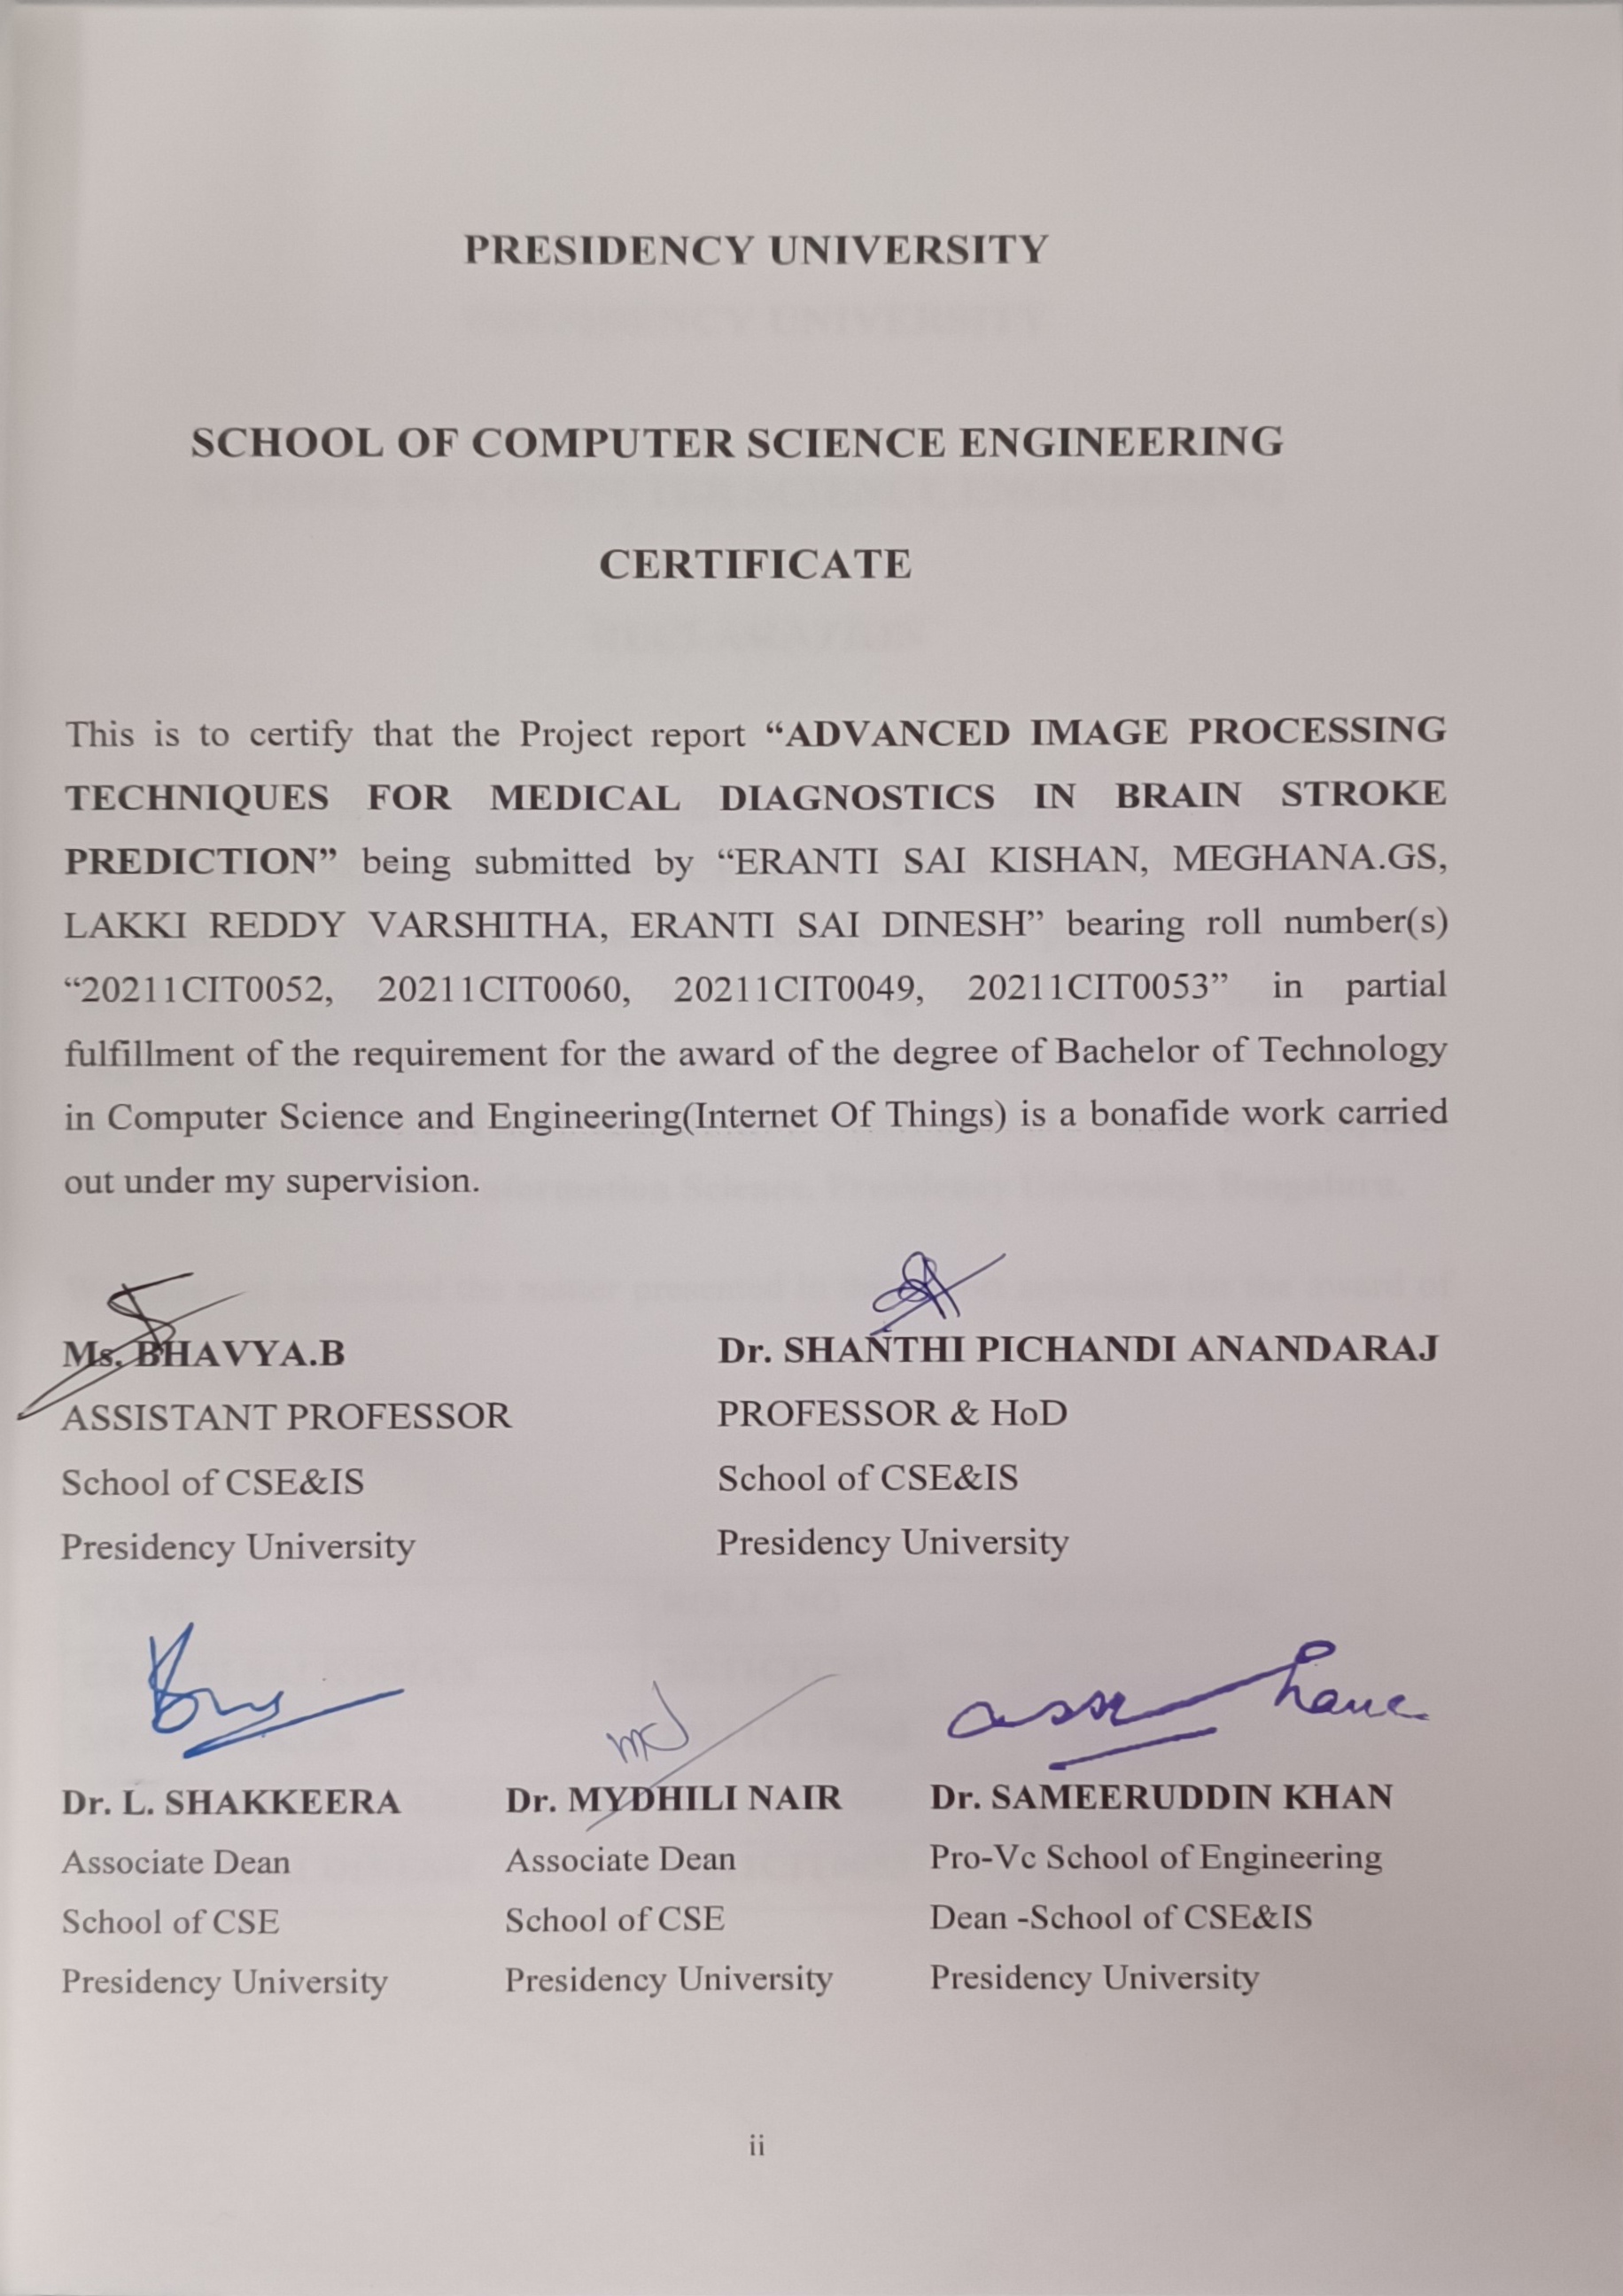 PRESIDENCY UNIVERSITY
SCHOOL OF COMPUTER SCIENCE ENGINEERING
CERTIFICATE
This is to certify that the Project report “ADVANCED IMAGE PROCESSING
TECHNIQUES FOR MEDICAL DIAGNOSTICS IN BRAIN STROKE
PREDICTION” being submitted by “ERANTI SAI KISHAN, MEGHANA.GS,
LAKKI REDDY VARSHITHA, ERANTI SAI DINESH” bearing roll number(s)
“20211CIT0052, 20211CIT0060, 20211CIT0049, 20211CIT0053” in partial
fulfillment of the requirement for the award of the degree of Bachelor of Technology
in Computer Science and Engineering(Internet Of Things) is a bonafide work carried
out under my supervision.
Ms. BHAVYA.B
ASSISTANT PROFESSOR
School of CSE&IS
Presidency University
Dr. SHANTHI PICHANDI ANANDARAJ
PROFESSOR & HoD
School of CSE&IS
Presidency University
Dr. L. SHAKKEERA
Associate Dean
School of CSE
Presidency University
Dr. MYDHILI NAIR
Associate Dean
School of CSE
Presidency University
Dr. SAMEERUDDIN KHAN
Pro-Vc School of Engineering
Dean -School of CSE&IS
Presidency University
ii